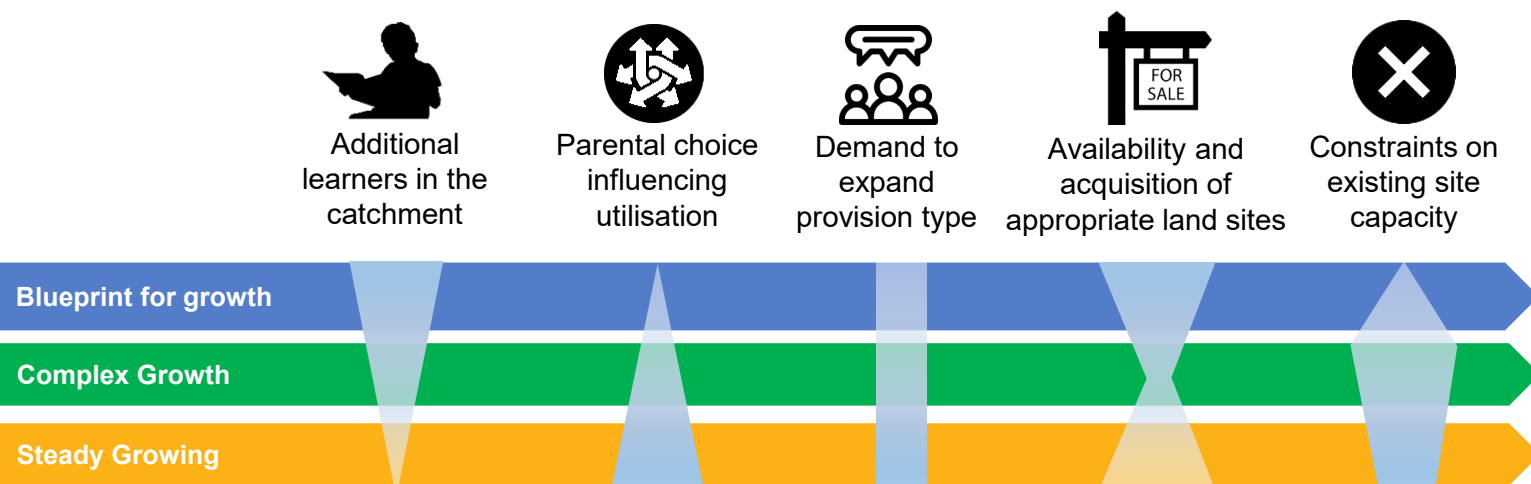 FOR
SALE
Additional
learners in the
catchment
Parental choice
influencing
utilisation
Demand to
expand
provision type
Availability and
acquisition of
appropriate land sites
Constraints on
existing site
capacity
Blueprint for growth
Complex Growth
Steady Growing